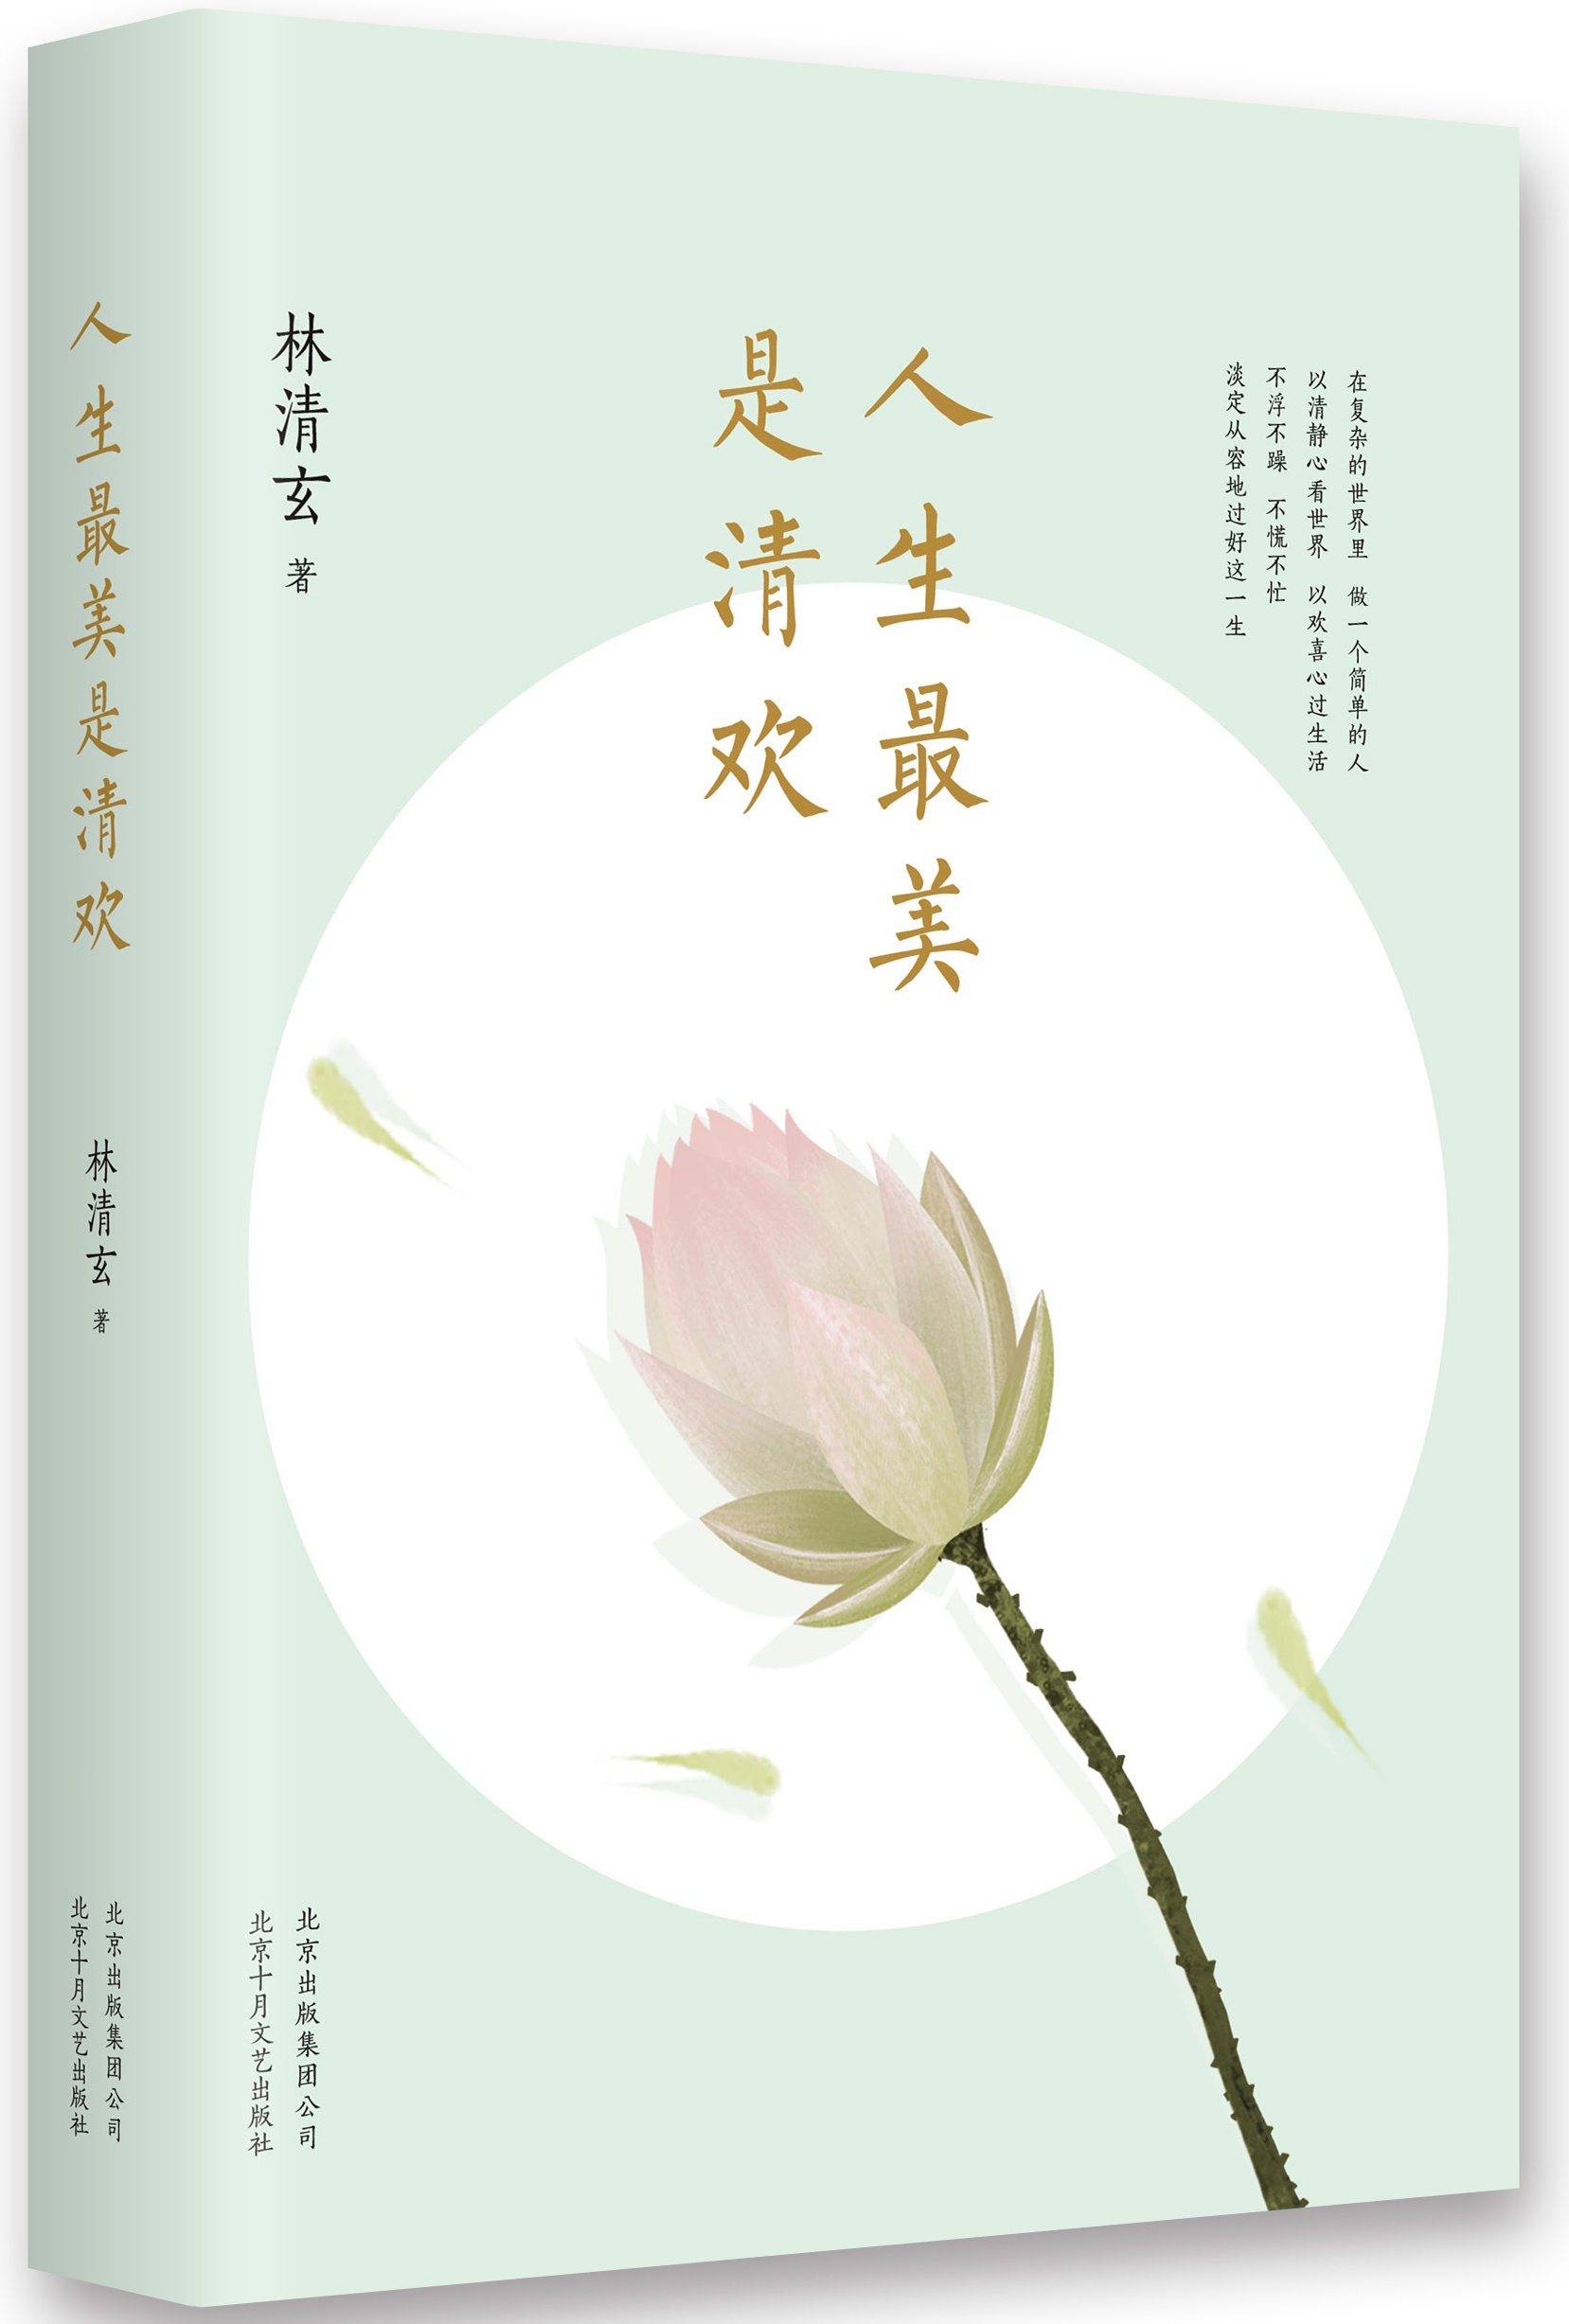 人生最美是清欢
林清玄 著
北京出版集团公司
北京十月文艺出版社
在复杂的世界里 做一个简单的人
以清静心看世界 以欢喜心过生活
不浮不躁 不慌不忙
淡定从容地过好这一生
人生最美
是清欢
林清玄 著
北京出版集团公司
北京十月文艺出版社